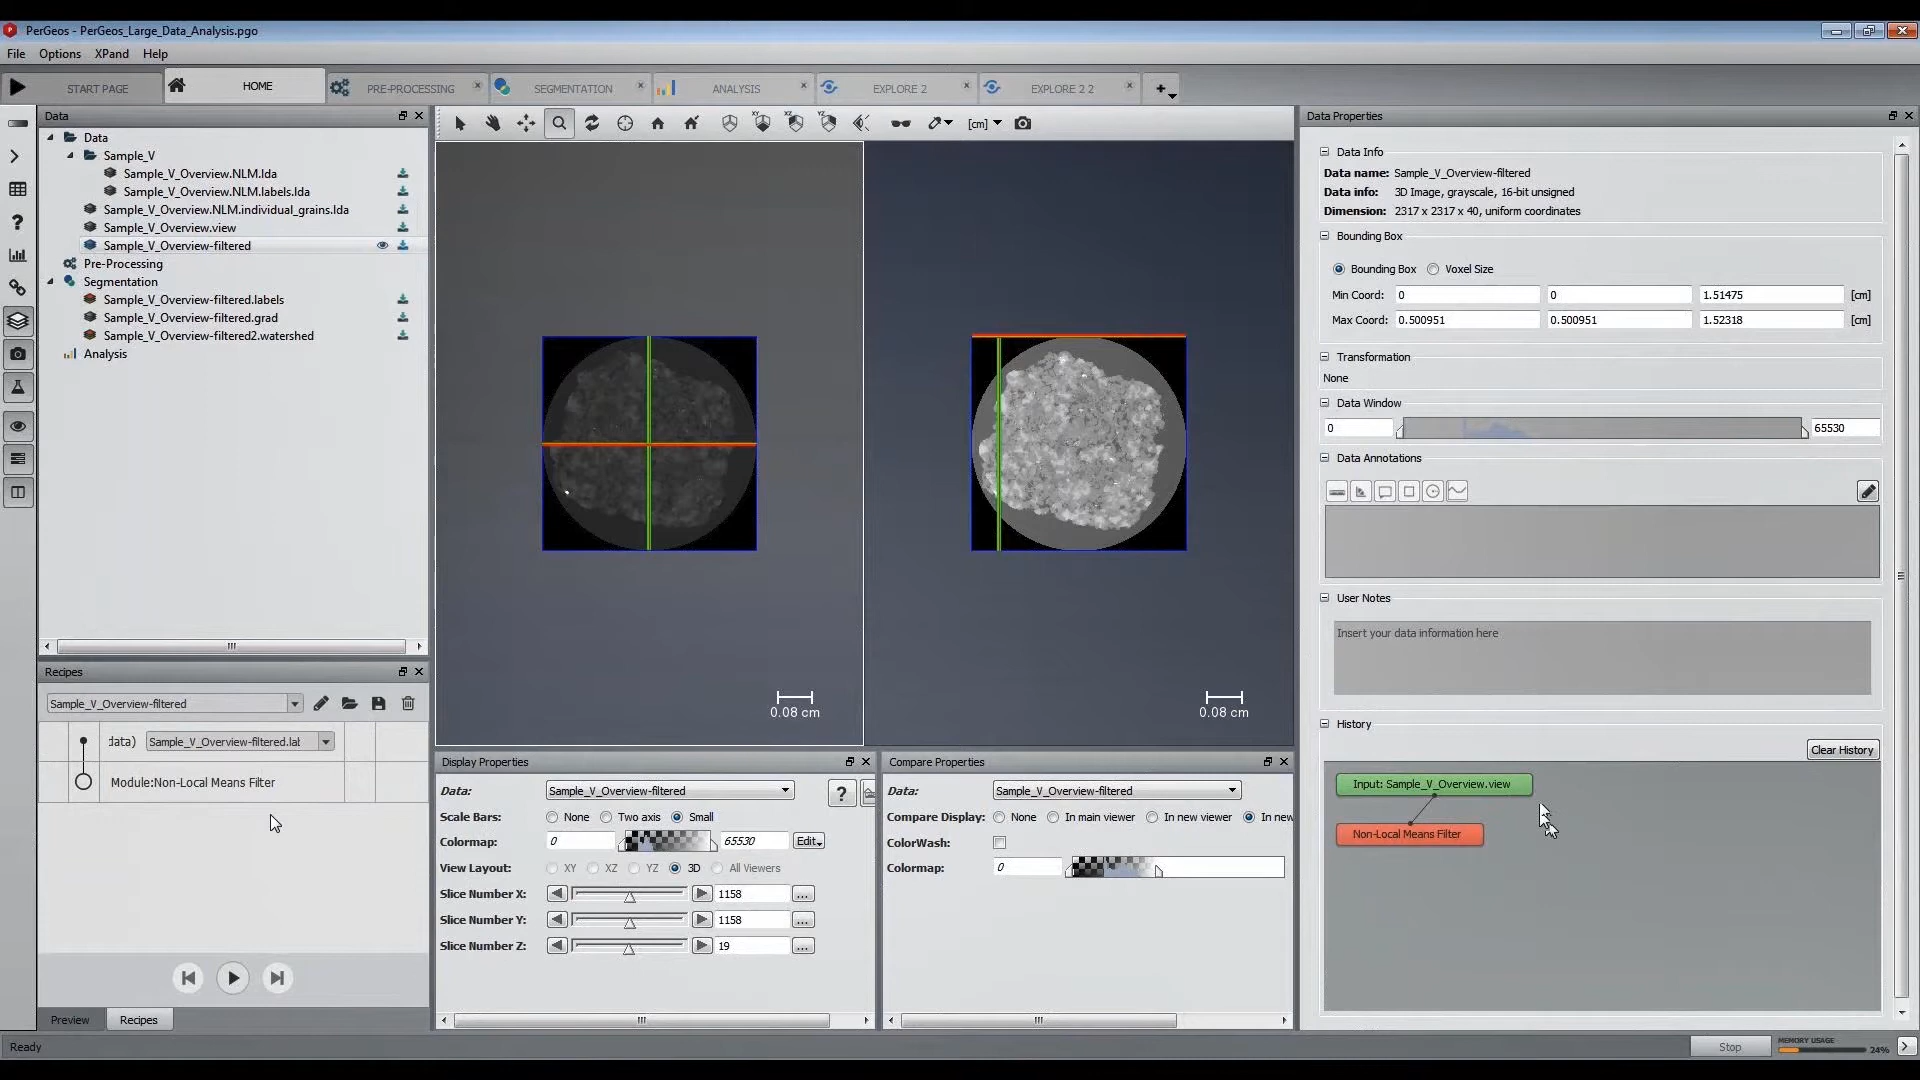 PerGeos - PerGeos_Large_Data_Analysis.pgo
File Options XPand Help
START PAGE HOME PRE-PROCESSING SEGMENTATION ANALYSIS EXPLORE 2 EXPLORE 2 2
Data
Data
Sample_V
Sample_V_Overview.NLM.lda
Sample_V_Overview.NLM.labels.lda
Sample_V_Overview.NLM.individual_grains.lda
Sample_V_Overview.view
Sample_V_Overview-filtered
Pre-Processing
Segmentation
Sample_V_Overview-filtered.labels
Sample_V_Overview-filtered.grad
Sample_V_Overview-filtered2.watershed
Analysis
Recipes
Sample_V_Overview-filtered
data) Sample_V_Overview-filtered.lab
Module:Non-Local Means Filter
Preview Recipes
Ready
[cm]
0.08 cm
0.08 cm
Display Properties
Data: Sample_V_Overview-filtered ?
Scale Bars: None Two axis Small
Colormap: 0 65530 Edit
View Layout: XY XZ YZ 3D All Viewers
Slice Number X: 1158 ...
Slice Number Y: 1158 ...
Slice Number Z: 19 ...
Compare Properties
Data: Sample_V_Overview-filtered
Compare Display: None In main viewer In new viewer In new
ColorWash:
Colormap: 0
Data Properties
Data Info
Data name: Sample_V_Overview-filtered
Data info: 3D Image, grayscale, 16-bit unsigned
Dimension: 2317 x 2317 x 40, uniform coordinates
Bounding Box
Bounding Box Voxel Size
Min Coord: 0 0 1.51475 [cm]
Max Coord: 0.500951 0.500951 1.52318 [cm]
Transformation
None
Data Window
0 65530
Data Annotations
User Notes
Insert your data information here
History
Clear History
Input: Sample_V_Overview.view
Non-Local Means Filter
Stop MEMORY USAGE 24%